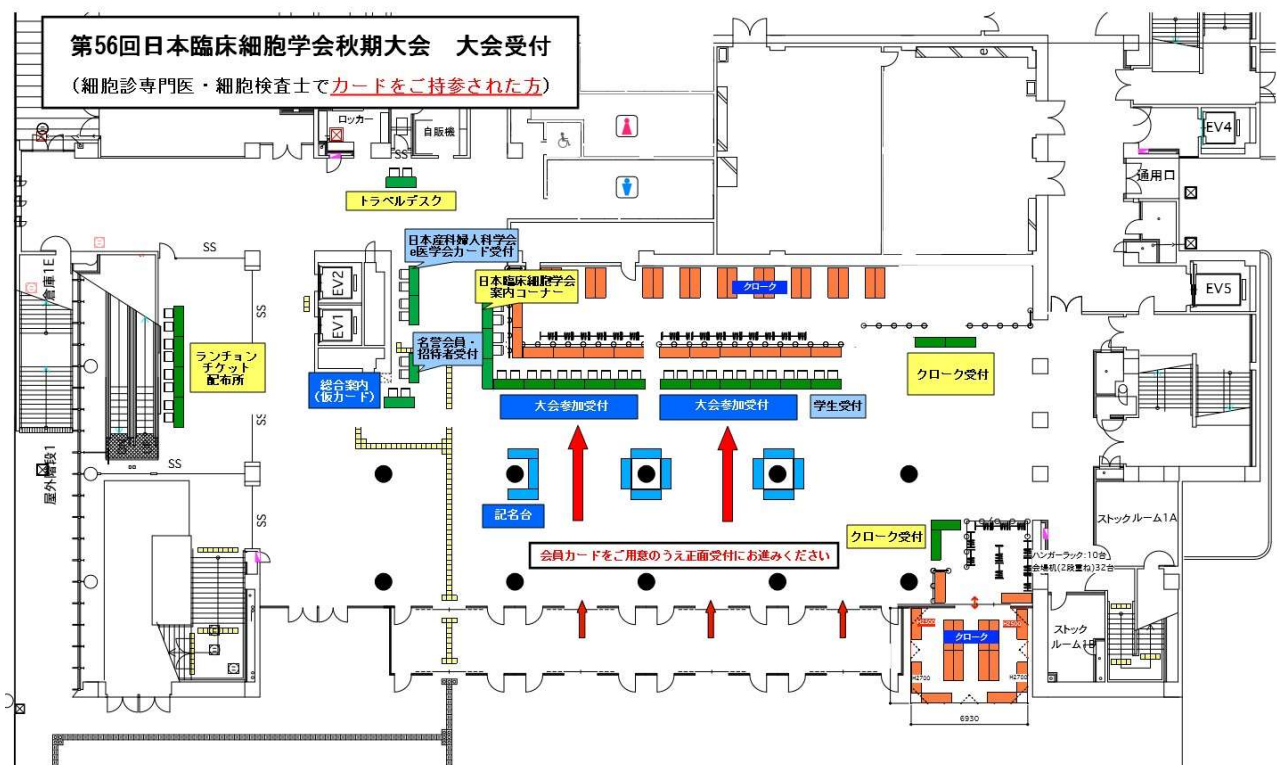 第56回日本臨床細胞学会秋期大会 大会受付
（細胞診専門医・細胞検査士でカードをご持参された方）
ロッカー
自販機
SS
EV4
通用口
トラベルデスク
日本産科婦人科学会
e医学会カード受付
SS
倉庫1E
EV2
EV1
SS
日本臨床細胞学会
案内コーナー
クローク
EV5
ランチョン
チケット
配布所
名誉会員・
招待者受付
総合案内
（仮カード）
クローク受付
大会参加受付
大会参加受付
学生受付
SS
SS
屋外階段1
記名台
SS
クローク受付
ストックルーム1A
会員カードをご用意のうえ正面受付にお進みください
ハンガーラック:10台
会場机(2段重ね)32台
クローク
ストック
ルーム1B
H2500
H2500
H2700
H2700
6930